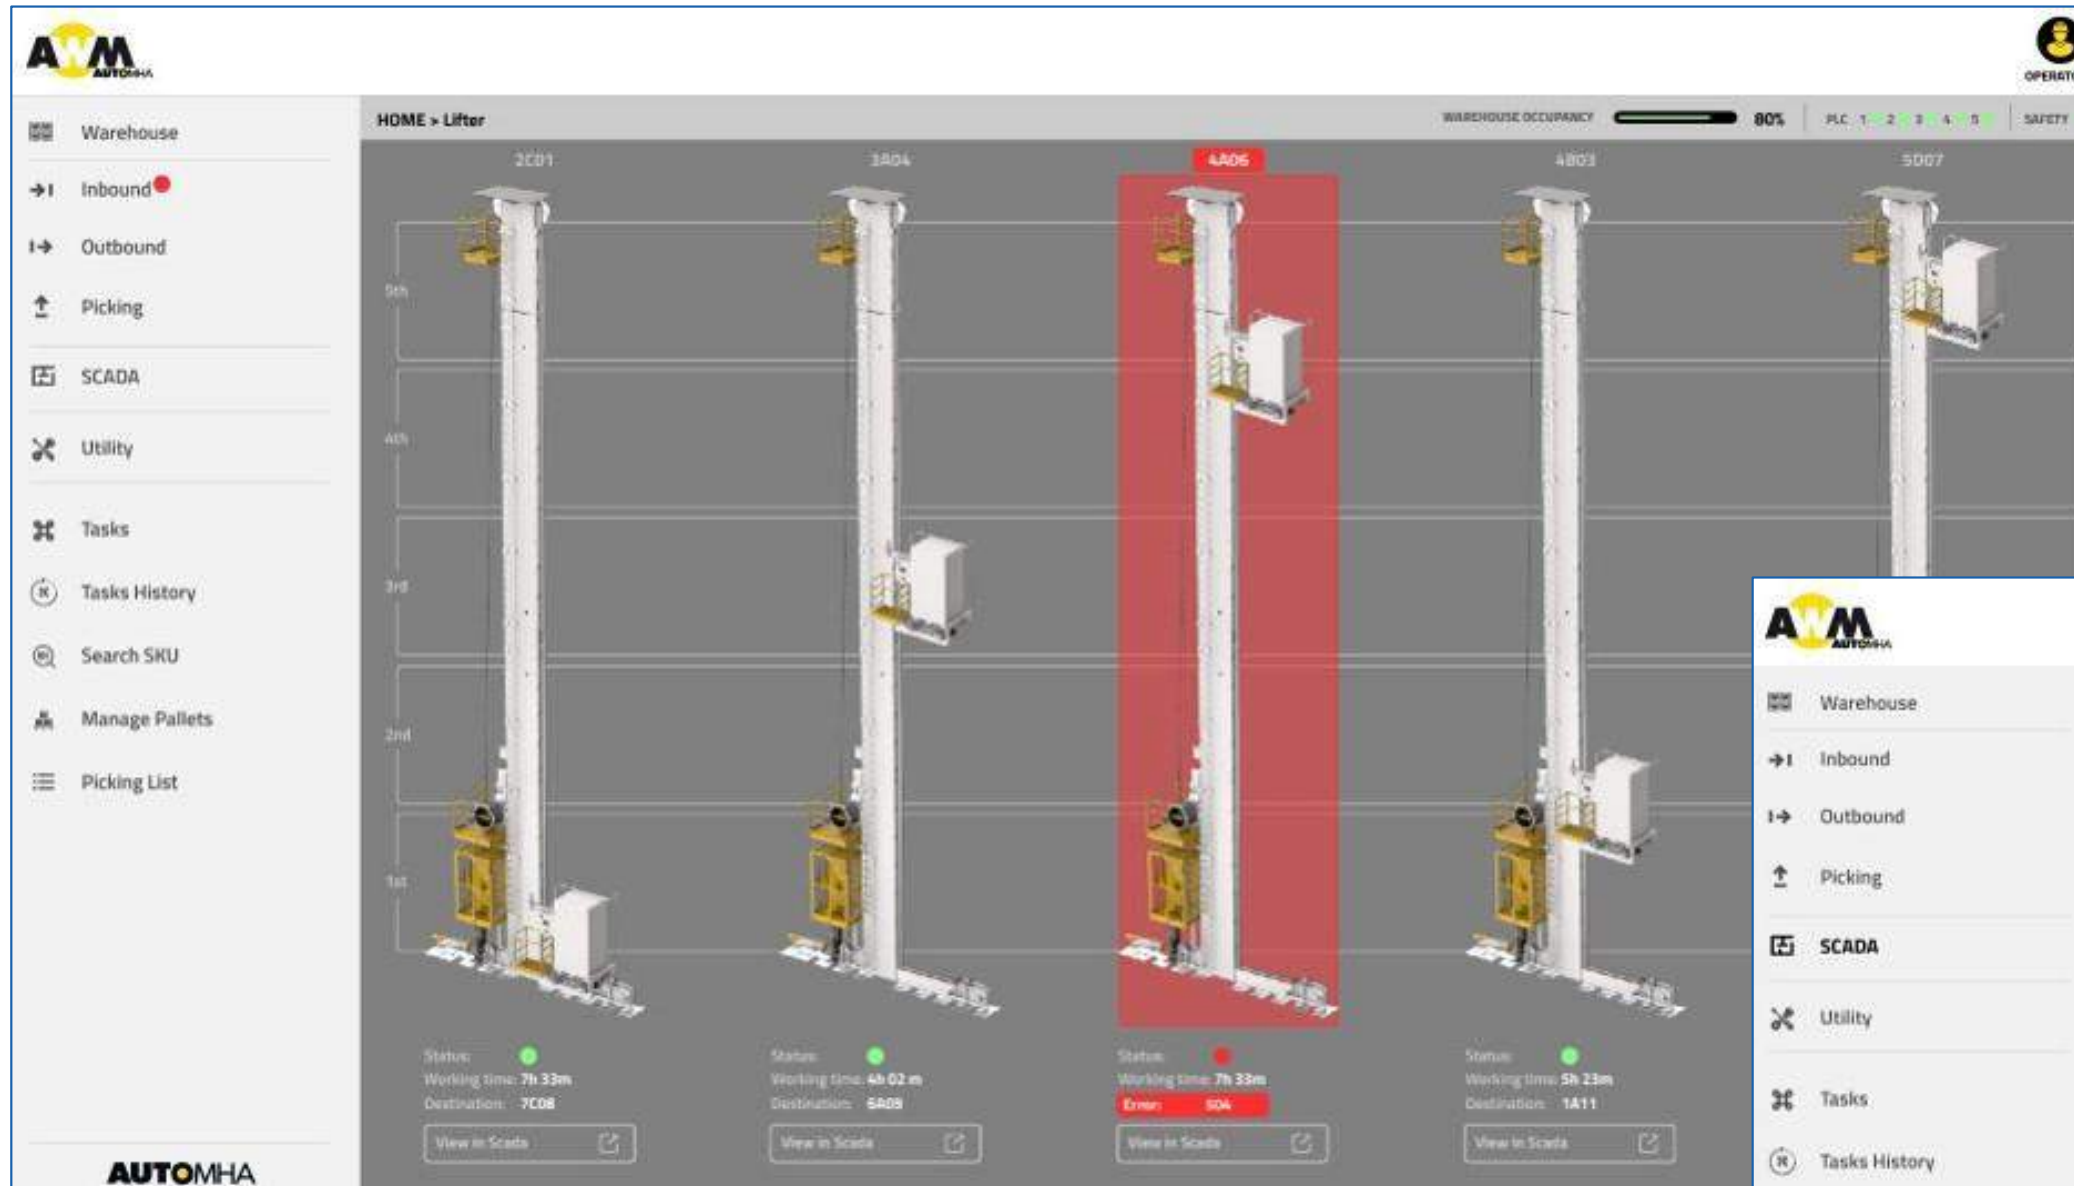 AWM
AUTOMHA
OPERATO
Warehouse
Inbound
Outbound
Picking
SCADA
Utility
Tasks
Tasks History
Search SKU
Manage Pallets
Picking List
AUTOMHA
HOME > Lifter
WAREHOUSE OCCUPANCY 80% PLC 1 2 3 4 5 SAFETY
2C01 3A04 4A06 4B03 5D07
5th
4th
3rd
2nd
1st
Status:
Working time: 7h 33m
Destination: 7C08
View in Scada
Status:
Working time: 4h 02 m
Destination: 6A09
View in Scada
Status:
Working time: 7h 33m
Error: 504
View in Scada
Status:
Working time: 5h 23m
Destination: 1A11
View in Scada
AWM
AUTOMHA
Warehouse
Inbound
Outbound
Picking
SCADA
Utility
Tasks
Tasks History